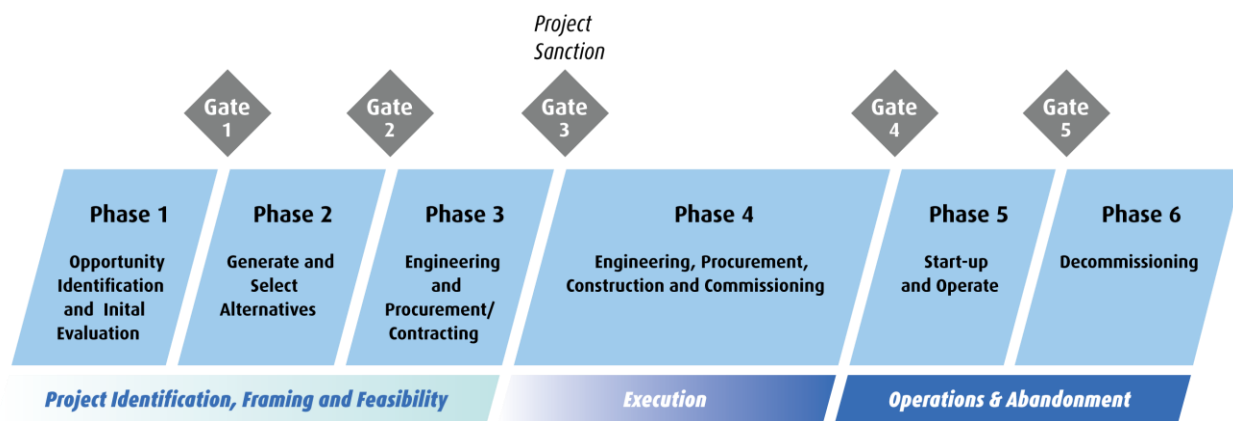 Project
Sanction
Gate
1
Gate
2
Gate
3
Gate
4
Gate
5
Phase 1
Opportunity
Identification
and Inital
Evaluation
Phase 2
Generate and
Select
Alternatives
Phase 3
Engineering
and
Procurement/
Contracting
Phase 4
Engineering, Procurement,
Construction and Commissioning
Phase 5
Start-up
and Operate
Phase 6
Decommissioning
Project Identification, Framing and Feasibility
Execution
Operations & Abandonment